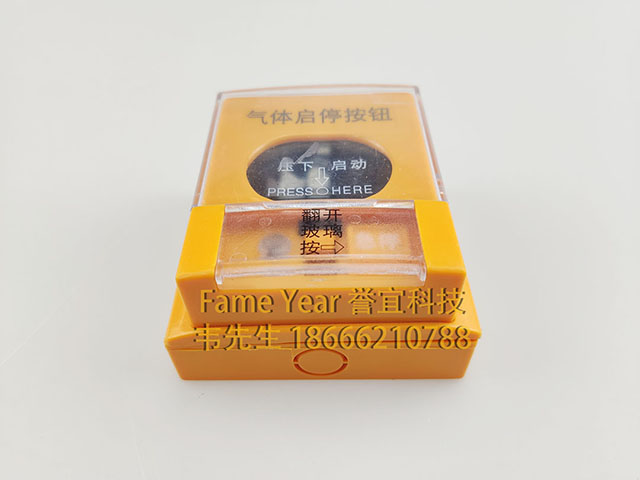 气体启停按钮
压下 启动
PRESS HERE
翻开
玻璃
按⇨
Fame Year 誉宜科技
韦先生 18666210788